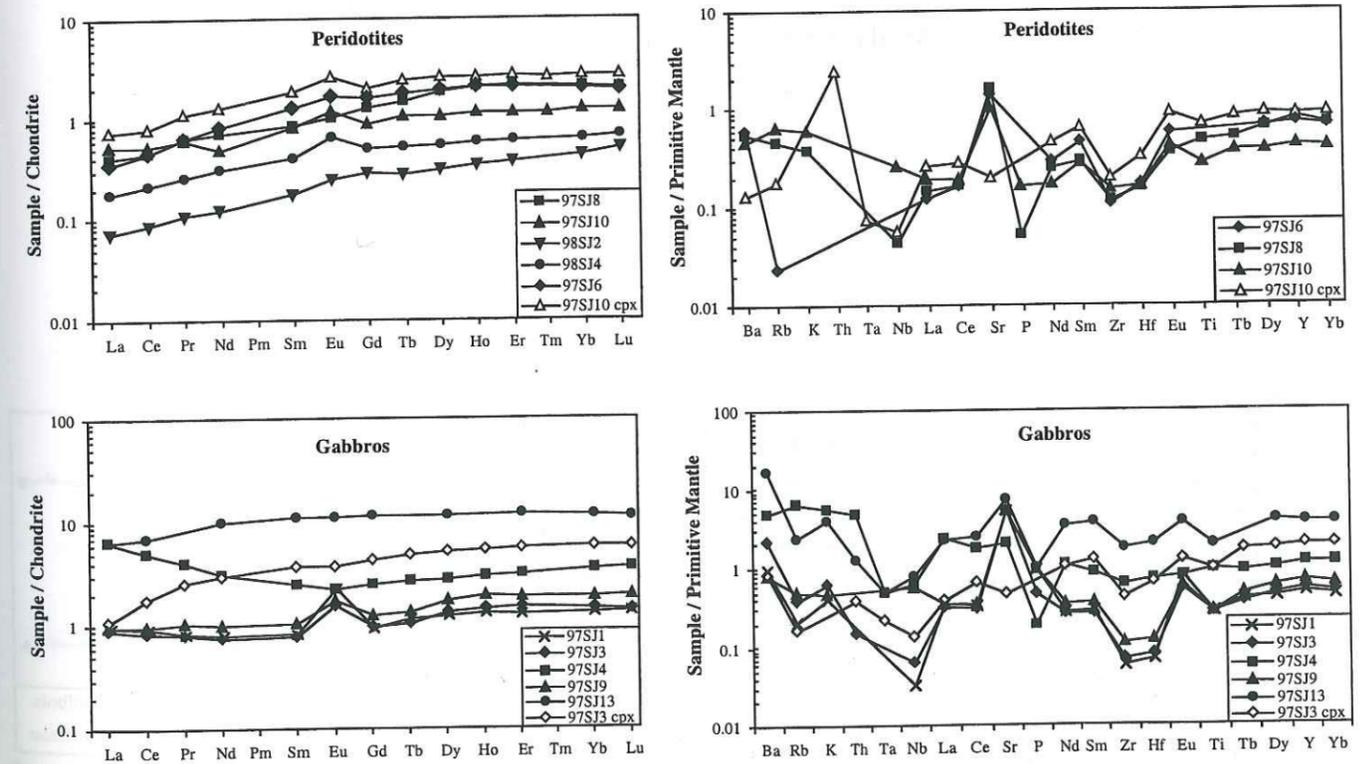 Peridotites
Sample / Chondrite
10
1
0.1
0.01
La Ce Pr Nd Pm Sm Eu Gd Tb Dy Ho Er Tm Yb Lu
97SJ8
97SJ10
98SJ2
98SJ4
97SJ6
97SJ10 cpx
Peridotites
Sample / Primitive Mantle
10
1
0.1
0.01
Ba Rb K Th Ta Nb La Ce Sr P Nd Sm Zr Hf Eu Ti Tb Dy Y Yb
97SJ6
97SJ8
97SJ10
97SJ10 cpx
Gabbros
Sample / Chondrite
100
10
1
0.1
La Ce Pr Nd Pm Sm Eu Gd Tb Dy Ho Er Tm Yb Lu
97SJ1
97SJ3
97SJ4
97SJ9
97SJ13
97SJ3 cpx
Gabbros
Sample / Primitive Mantle
100
10
1
0.1
0.01
Ba Rb K Th Ta Nb La Ce Sr P Nd Sm Zr Hf Eu Ti Tb Dy Y Yb
97SJ1
97SJ3
97SJ4
97SJ9
97SJ13
97SJ3 cpx